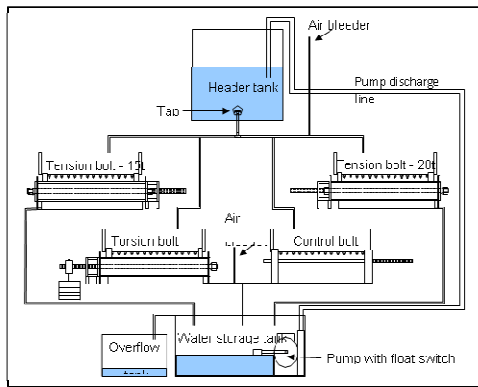 Air bleeder
Header tank
Pump discharge
line
Tap
Tension bolt - 15t
Tension bolt - 20t
Air
Torsion bolt
Control bolt
Water storage tank
Overflow
tank
Pump with float switch